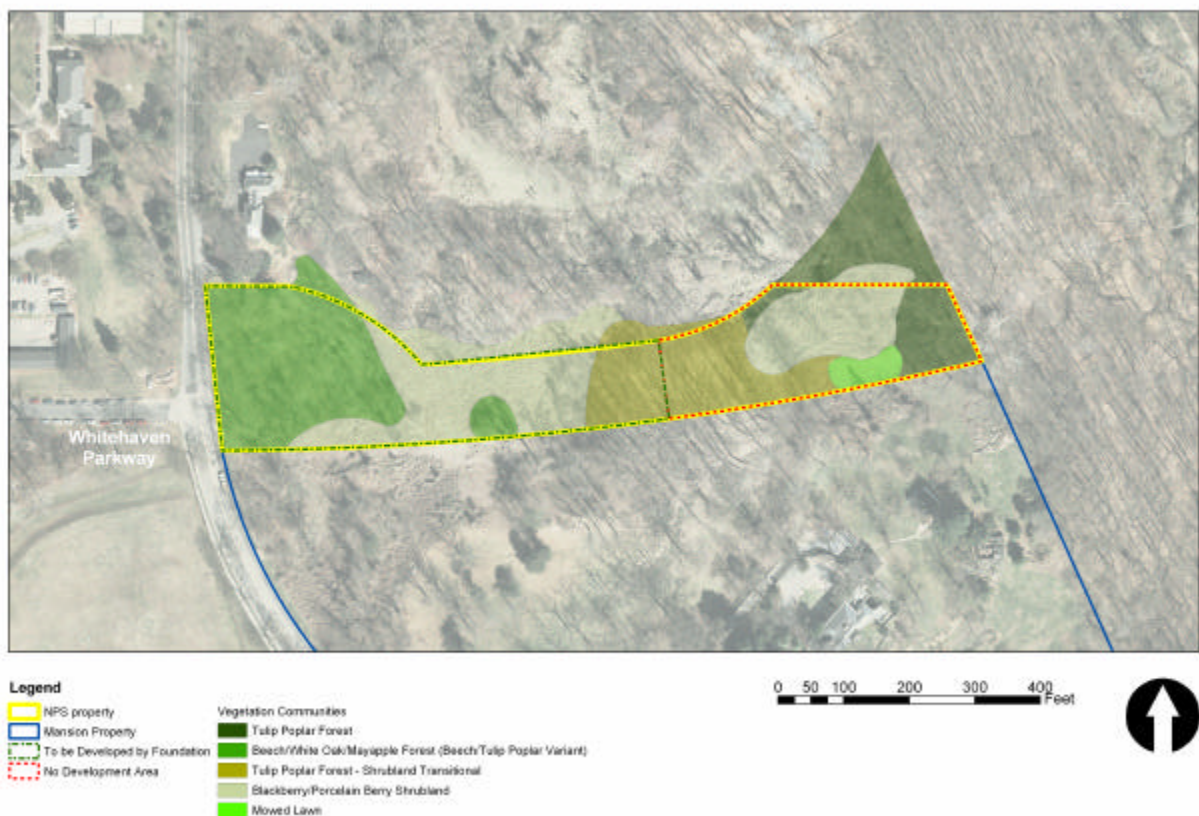 Whitehaven
Parkway
Legend
NPS property
Mansion Property
To be Developed by Foundation
No Development Area
Vegetation Communities
Tulip Poplar Forest
Beech/White Oak/Mayapple Forest (Beech/Tulip Poplar Variant)
Tulip Poplar Forest - Shrubland Transitional
Blackberry/Porcelain Berry Shrubland
Mowed Lawn
0 50 100 200 300 400
Feet